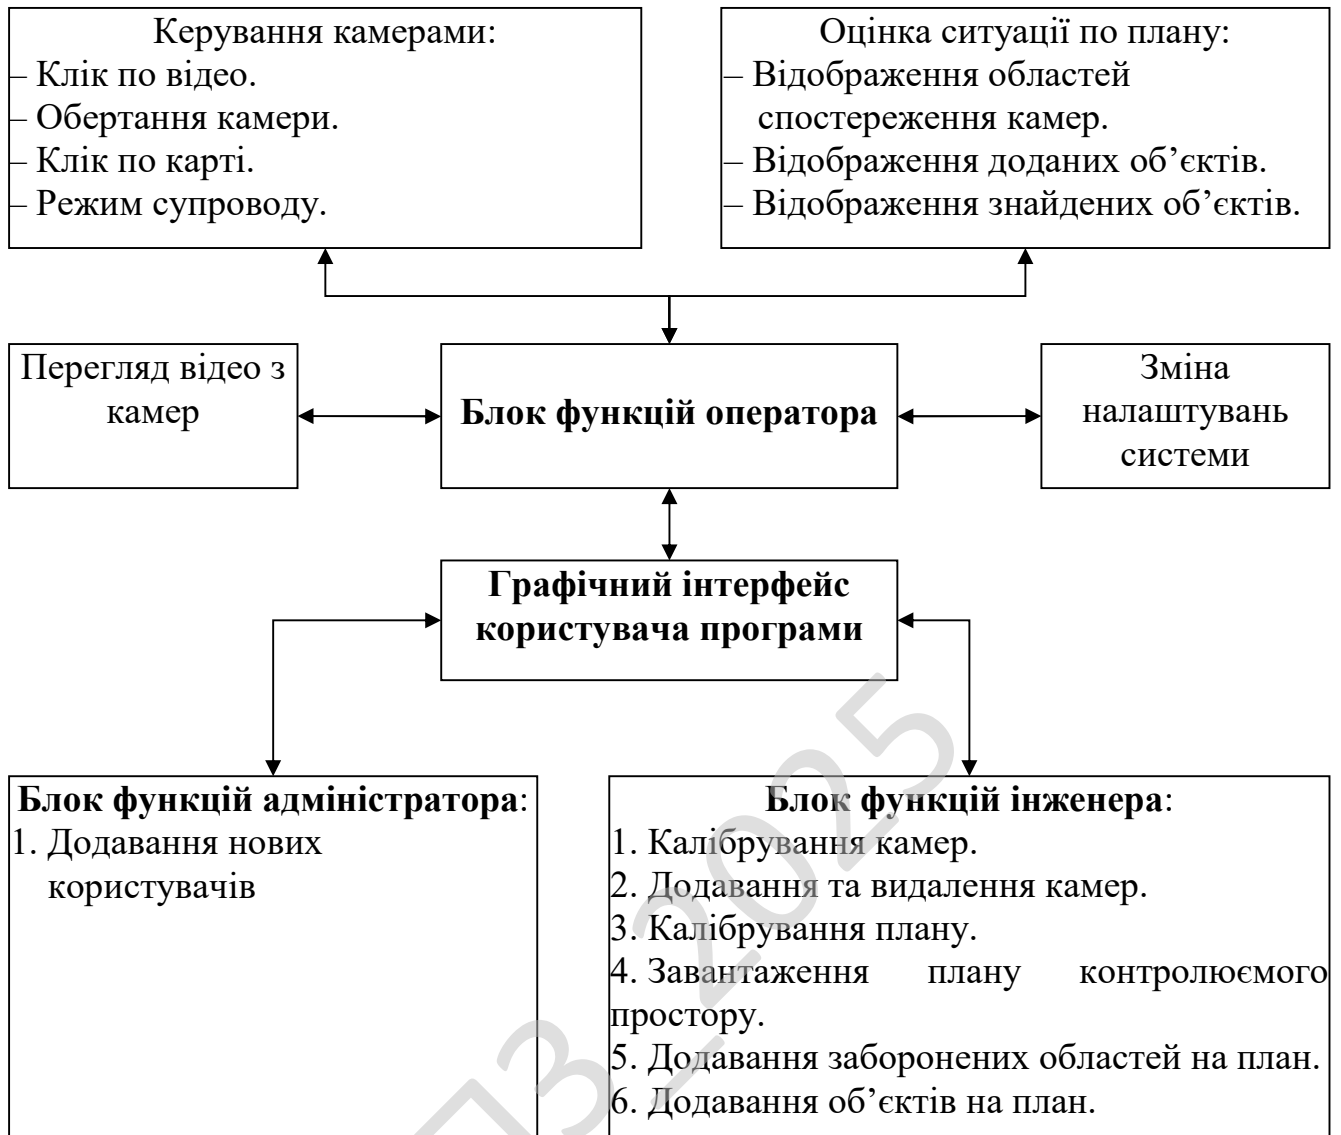 Керування камерами:
– Клік по відео.
– Обертання камери.
– Клік по карті.
– Режим супроводу.
Оцінка ситуації по плану:
– Відображення областей
спостереження камер.
– Відображення доданих об’єктів.
– Відображення знайдених об’єктів.
Перегляд відео з
камер
Блок функцій оператора
Зміна
налаштувань
системи
Графічний інтерфейс
користувача програми
Блок функцій адміністратора:
1. Додавання нових
користувачів
Блок функцій інженера:
1. Калібрування камер.
2. Додавання та видалення камер.
3. Калібрування плану.
4. Завантаження плану контролюємого
простору.
5. Додавання заборонених областей на план.
6. Додавання об’єктів на план.
ПЗ_2025